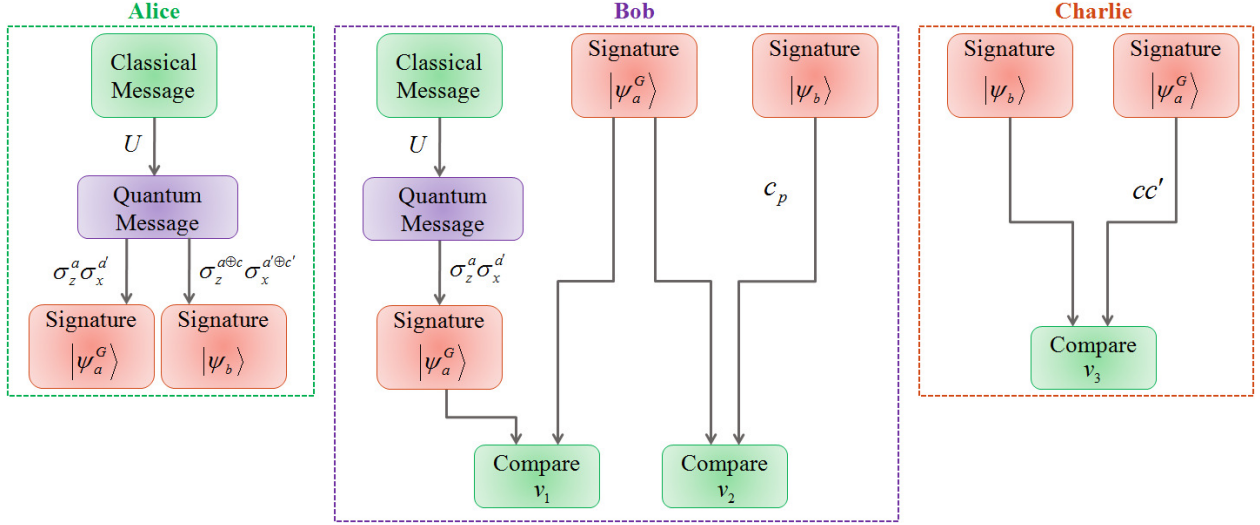 Alice
Classical
Message
U
Quantum
Message
σ_z^a σ_x^{a'}
σ_z^{a⊕c} σ_x^{a'⊕c'}
Signature
|ψ_a^G⟩
Signature
|ψ_b⟩
Bob
Classical
Message
U
Quantum
Message
σ_z^a σ_x^{a'}
Signature
|ψ_a^G⟩
Signature
|ψ_a^G⟩
Signature
|ψ_b⟩
c_p
Compare
v_1
Compare
v_2
Charlie
Signature
|ψ_b⟩
Signature
|ψ_a^G⟩
cc'
Compare
v_3